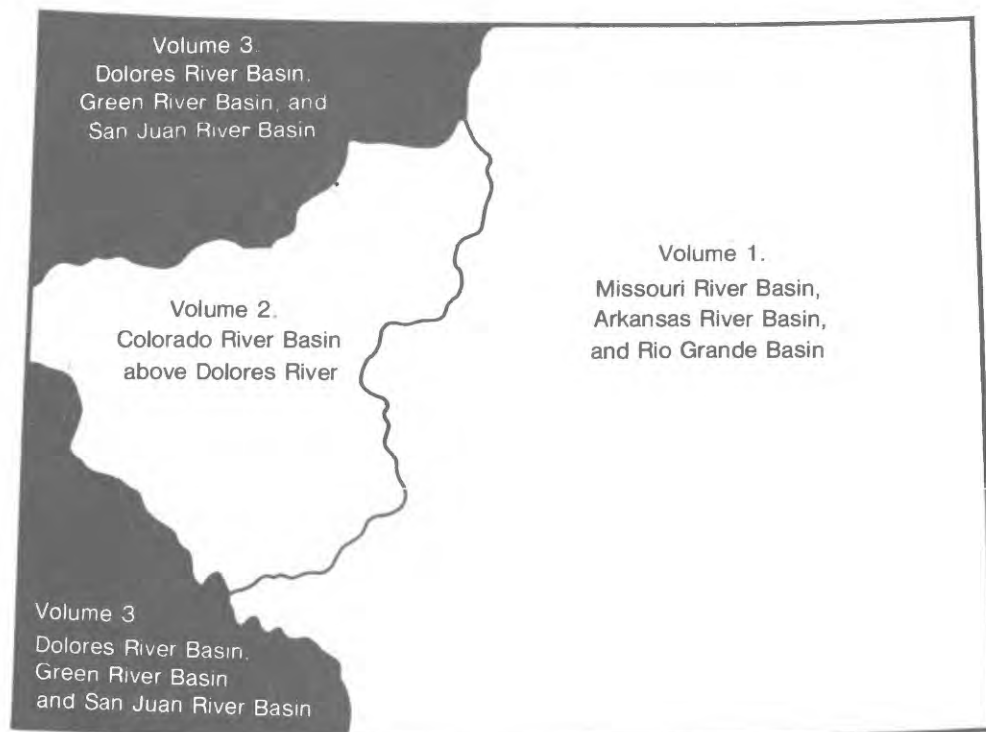 Volume 3.
Dolores River Basin,
Green River Basin, and
San Juan River Basin
Volume 1.
Missouri River Basin,
Arkansas River Basin,
and Rio Grande Basin
Volume 2.
Colorado River Basin
above Dolores River
Volume 3
Dolores River Basin,
Green River Basin
and San Juan River Basin